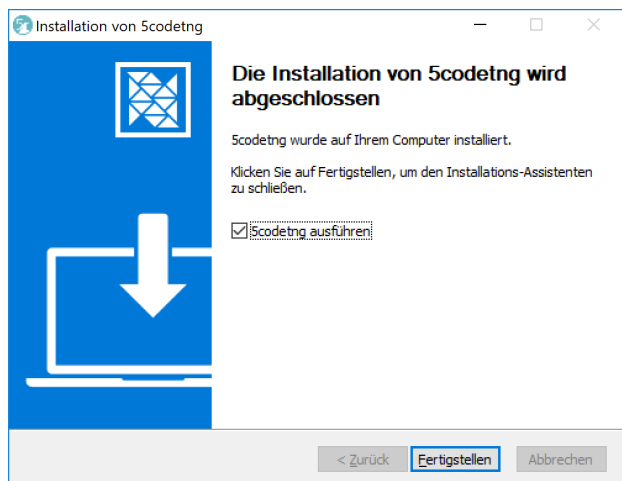 Installation von 5codetng
Die Installation von 5codetng wird
abgeschlossen
5codetng wurde auf Ihrem Computer installiert.
Klicken Sie auf Fertigstellen, um den Installations-Assistenten
zu schließen.
5codetng ausführen
< Zurück Fertigstellen Abbrechen